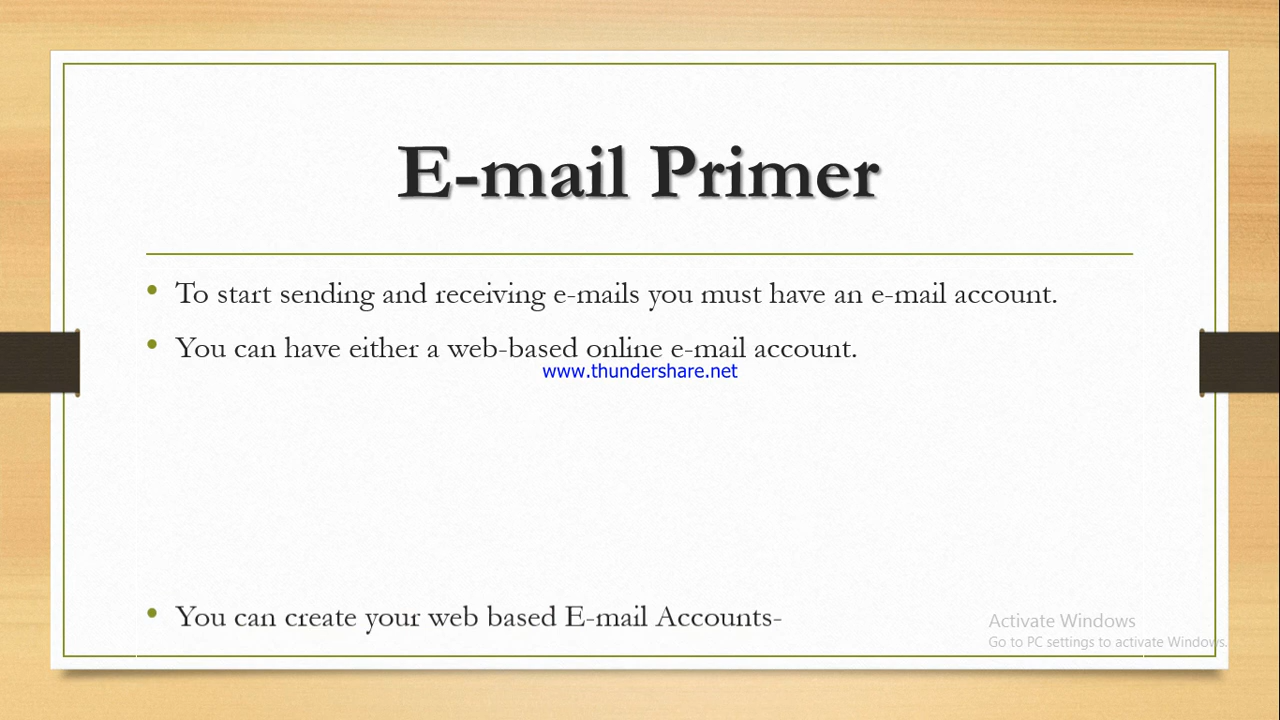 E-mail Primer
• To start sending and receiving e-mails you must have an e-mail account.
• You can have either a web-based online e-mail account.
www.thundershare.net
• You can create your web based E-mail Accounts-
Activate Windows
Go to PC settings to activate Windows.